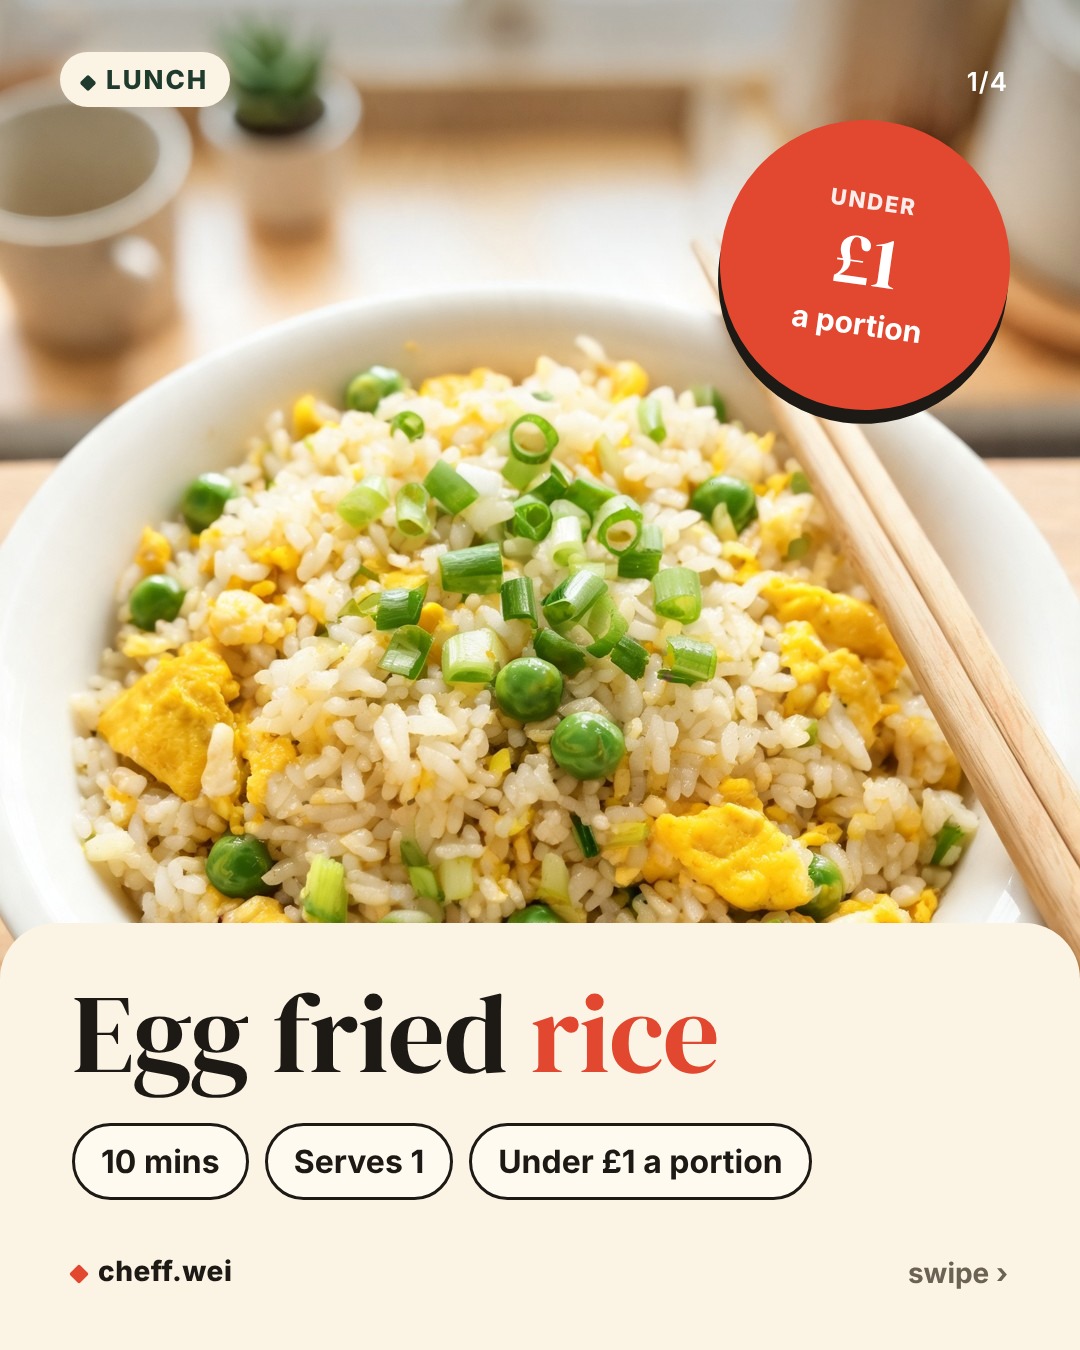 LUNCH
1/4
UNDER
£1
a portion
Egg fried rice
10 mins
Serves 1
Under £1 a portion
cheff.wei
swipe ›